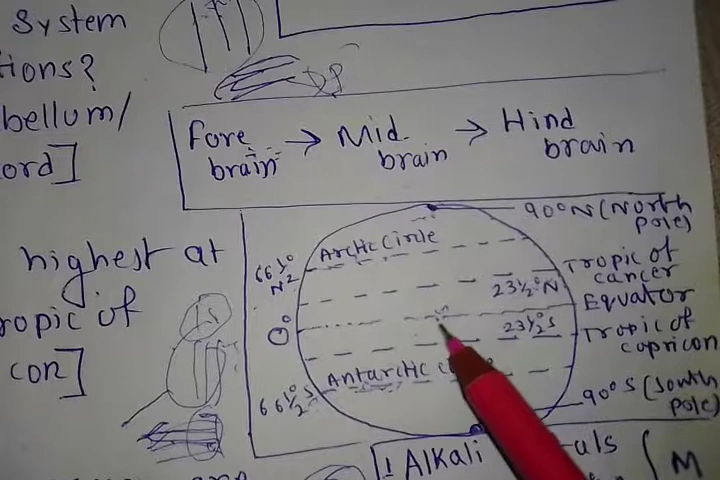 System
tions?
bellum/
ord]
Fore brain → Mid brain → Hind brain
highest at
ropic of
con]
90°N (North Pole)
Arctic Circle
66½° N
Tropic of cancer
23½°N
Equator
0°
23½°S
Tropic of capricon
Antarctic
66½°S
90°S (South Pole)
! Alkali
als
M